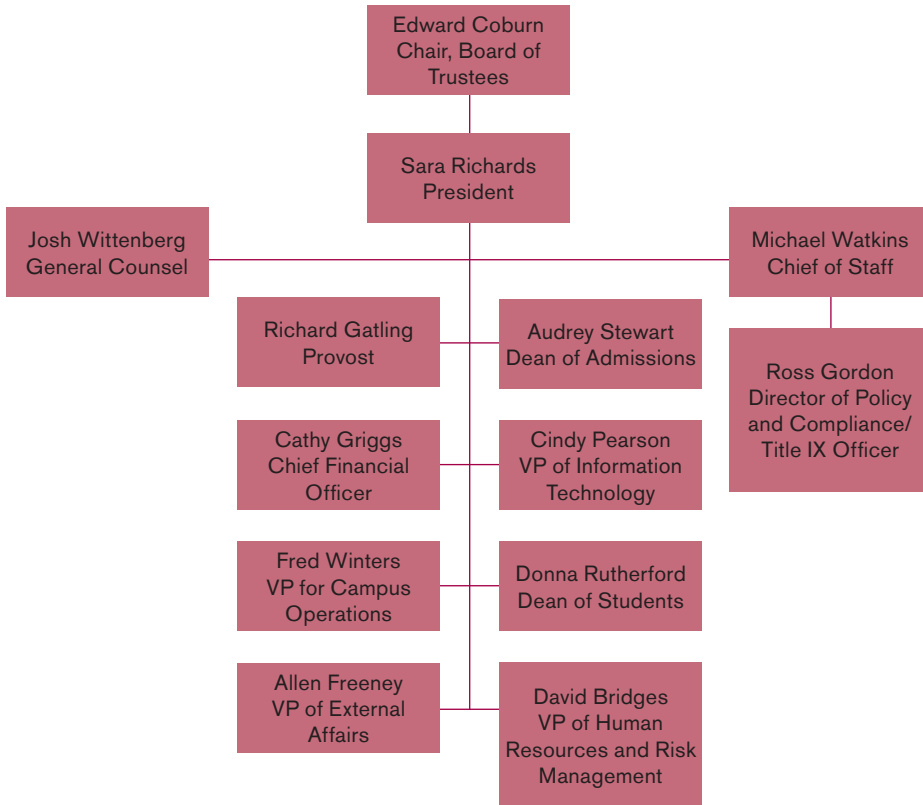 Edward Coburn
Chair, Board of
Trustees
Sara Richards
President
Josh Wittenberg
General Counsel
Michael Watkins
Chief of Staff
Richard Gatling
Provost
Audrey Stewart
Dean of Admissions
Ross Gordon
Director of Policy
and Compliance/
Title IX Officer
Cathy Griggs
Chief Financial
Officer
Cindy Pearson
VP of Information
Technology
Fred Winters
VP for Campus
Operations
Donna Rutherford
Dean of Students
Allen Freeney
VP of External
Affairs
David Bridges
VP of Human
Resources and Risk
Management